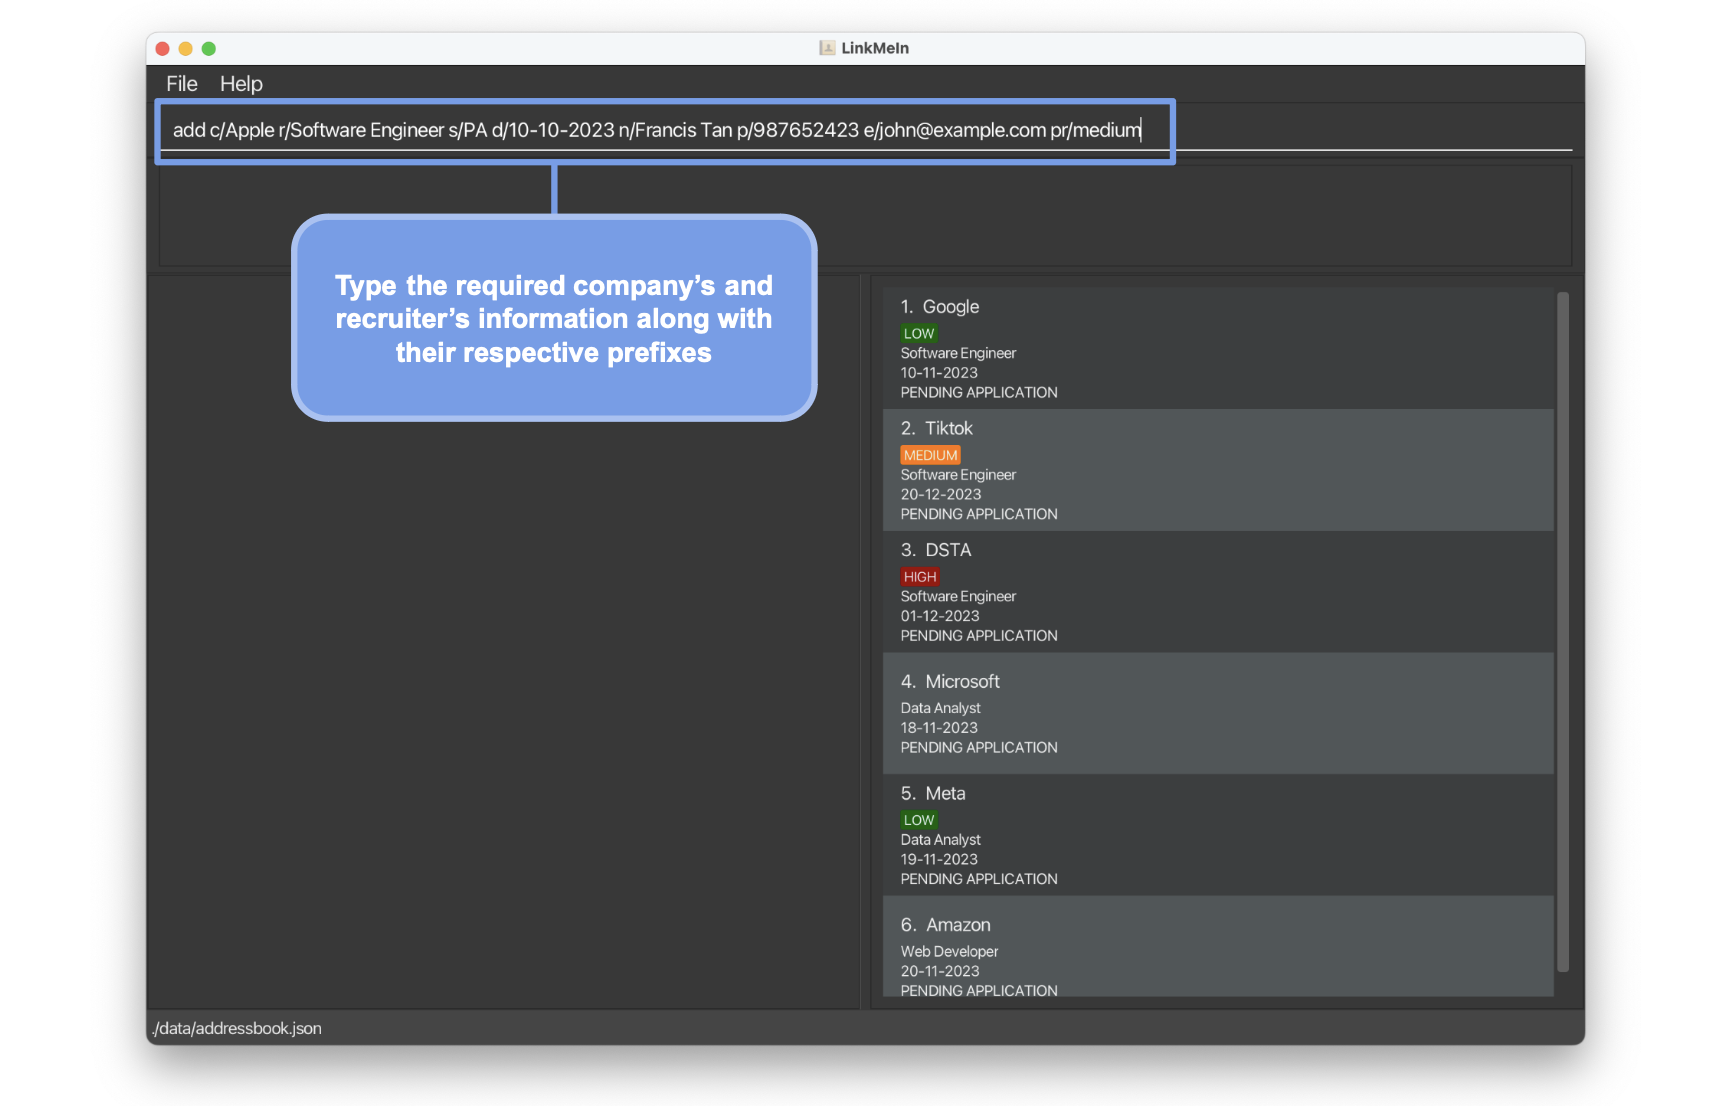 LinkMeIn
File Help
add c/Apple r/Software Engineer s/PA d/10-10-2023 n/Francis Tan p/987652423 e/john@example.com pr/medium
Type the required company’s and
recruiter’s information along with
their respective prefixes
1. Google
LOW
Software Engineer
10-11-2023
PENDING APPLICATION
2. Tiktok
MEDIUM
Software Engineer
20-12-2023
PENDING APPLICATION
3. DSTA
HIGH
Software Engineer
01-12-2023
PENDING APPLICATION
4. Microsoft
Data Analyst
18-11-2023
PENDING APPLICATION
5. Meta
LOW
Data Analyst
19-11-2023
PENDING APPLICATION
6. Amazon
Web Developer
20-11-2023
PENDING APPLICATION
./data/addressbook.json